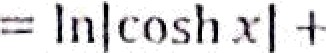 = ln|cosh x| +